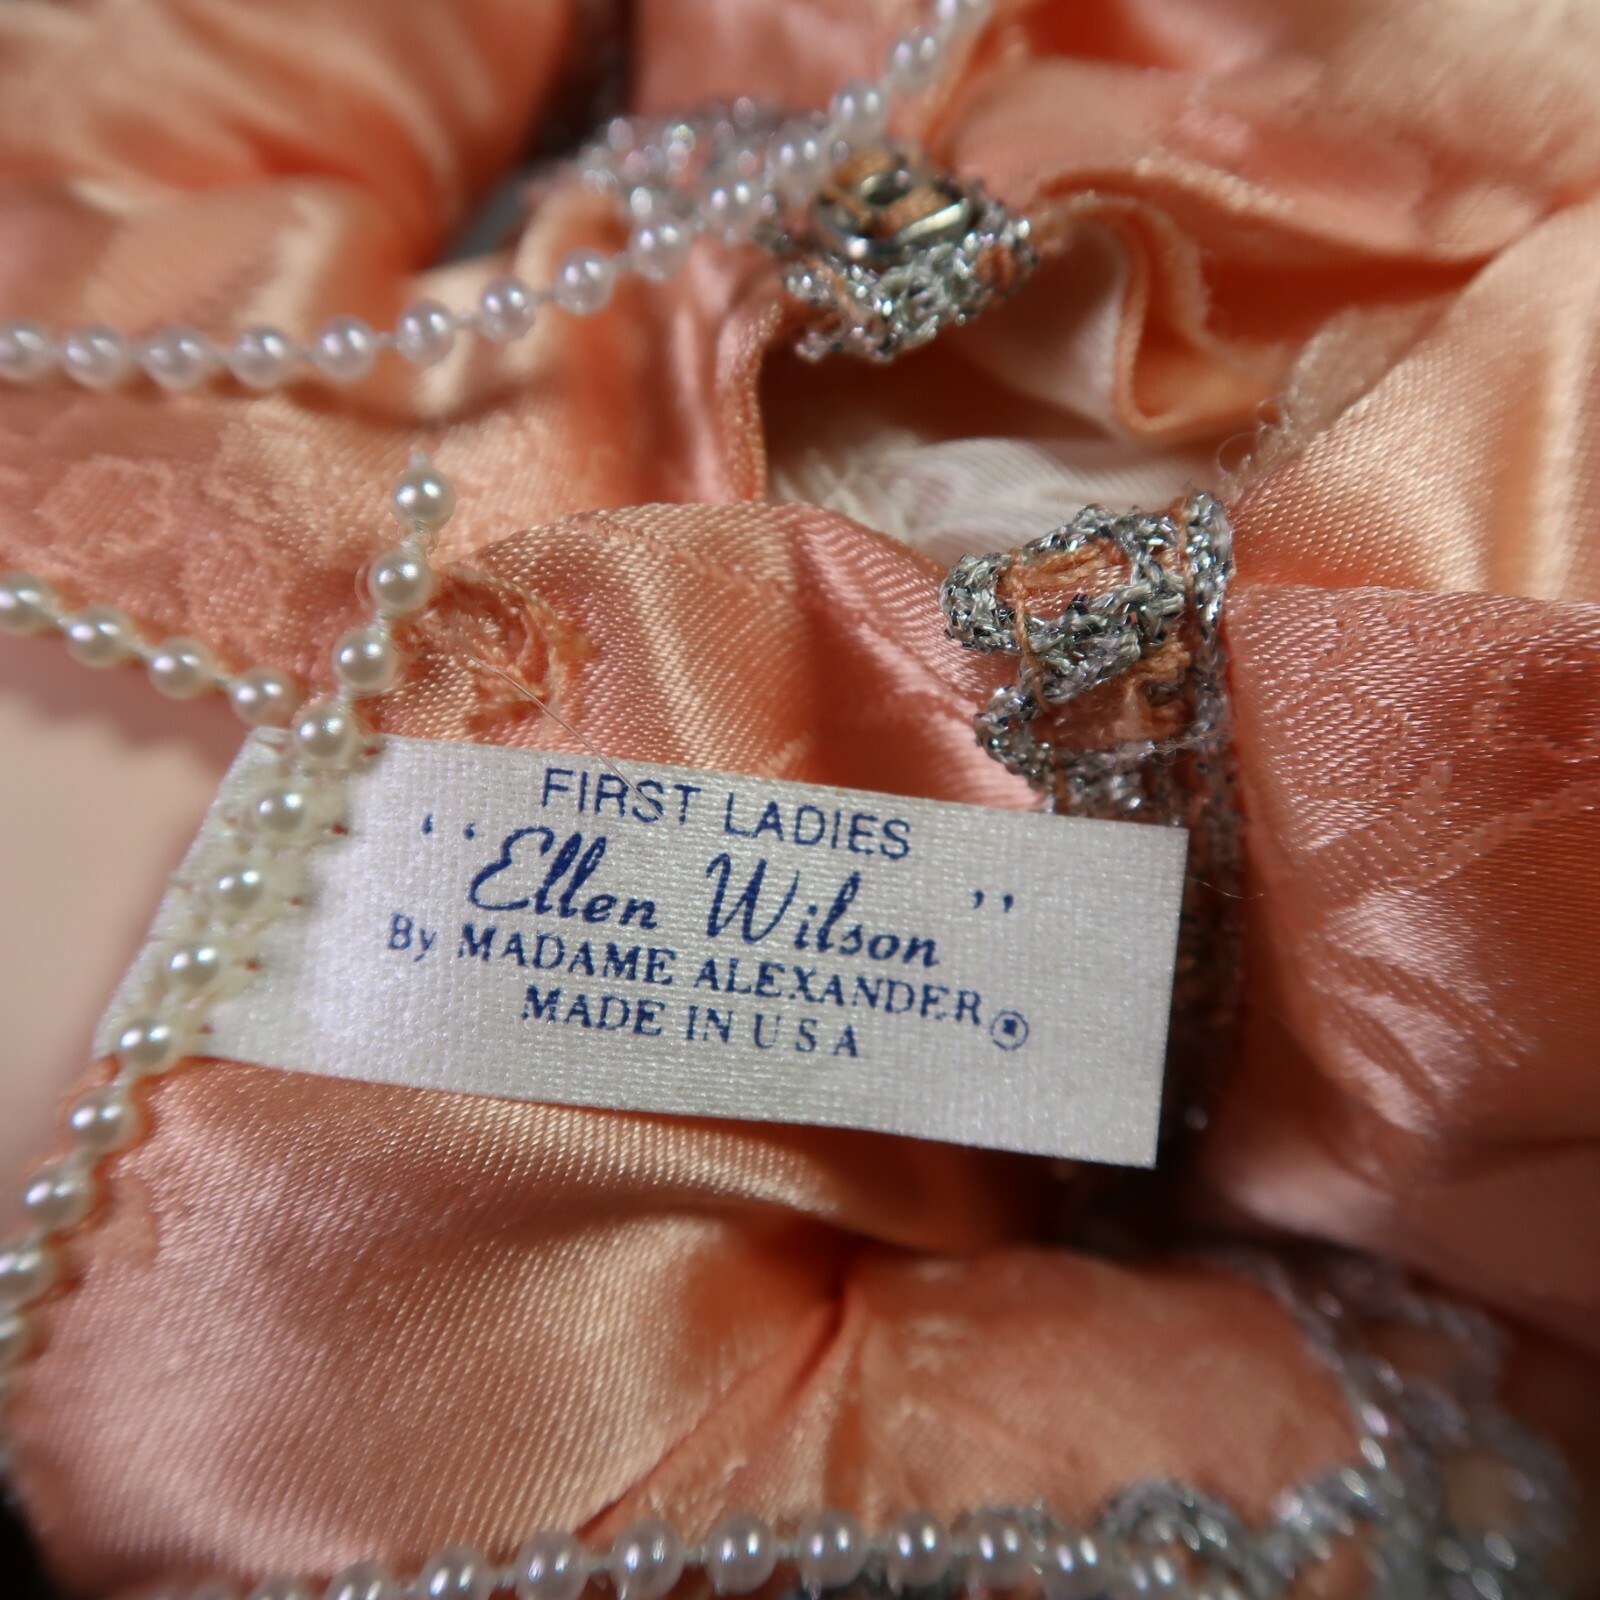 FIRST LADIES
‘‘Ellen Wilson’’
By MADAME ALEXANDER®
MADE IN U S A